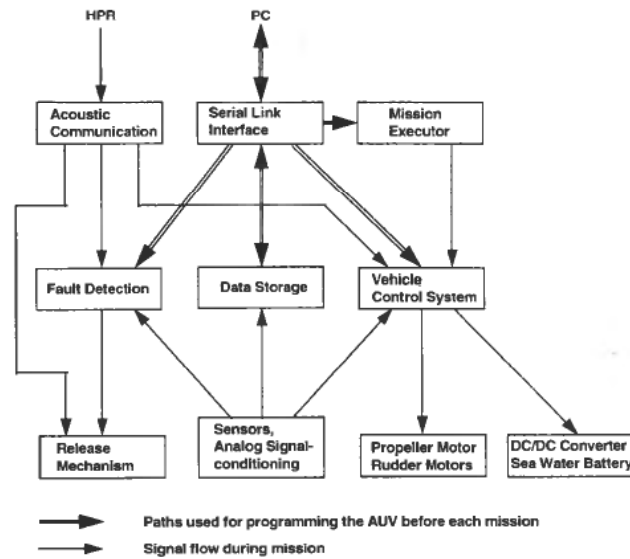 HPR
PC
Acoustic
Communication
Serial Link
Interface
Mission
Executor
Fault Detection
Data Storage
Vehicle
Control System
Release
Mechanism
Sensors,
Analog Signal-
conditioning
Propeller Motor
Rudder Motors
DC/DC Converter
Sea Water Battery
Paths used for programming the AUV before each mission
Signal flow during mission